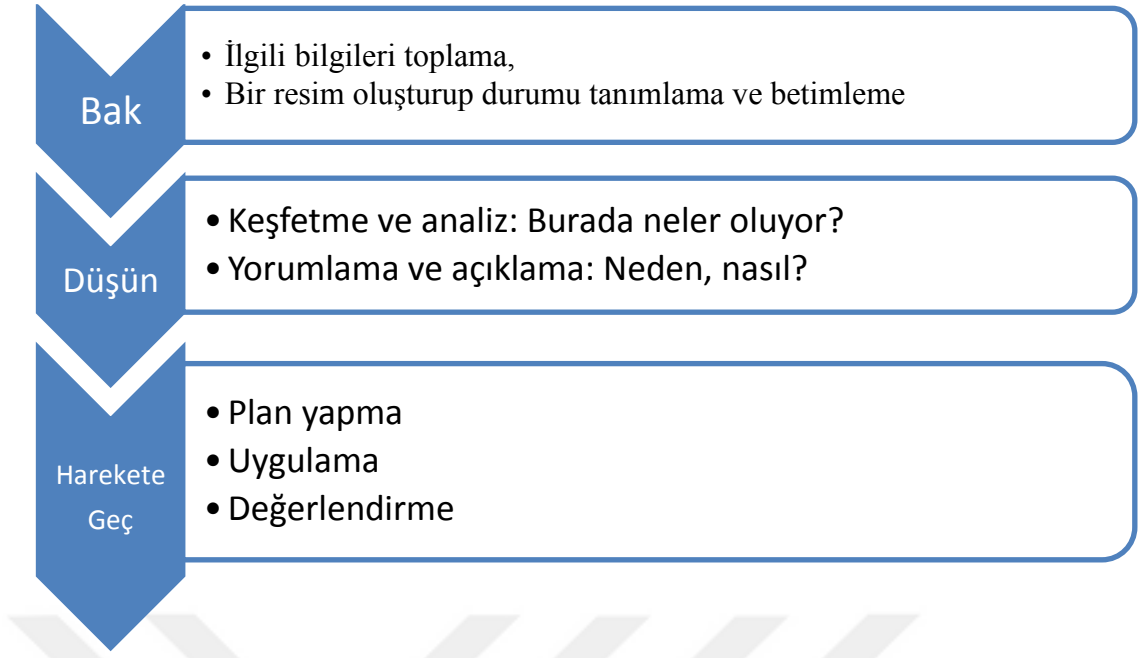 Bak
• İlgili bilgileri toplama,
• Bir resim oluşturup durumu tanımlama ve betimleme
Düşün
• Keşfetme ve analiz: Burada neler oluyor?
• Yorumlama ve açıklama: Neden, nasıl?
Harekete
Geç
• Plan yapma
• Uygulama
• Değerlendirme